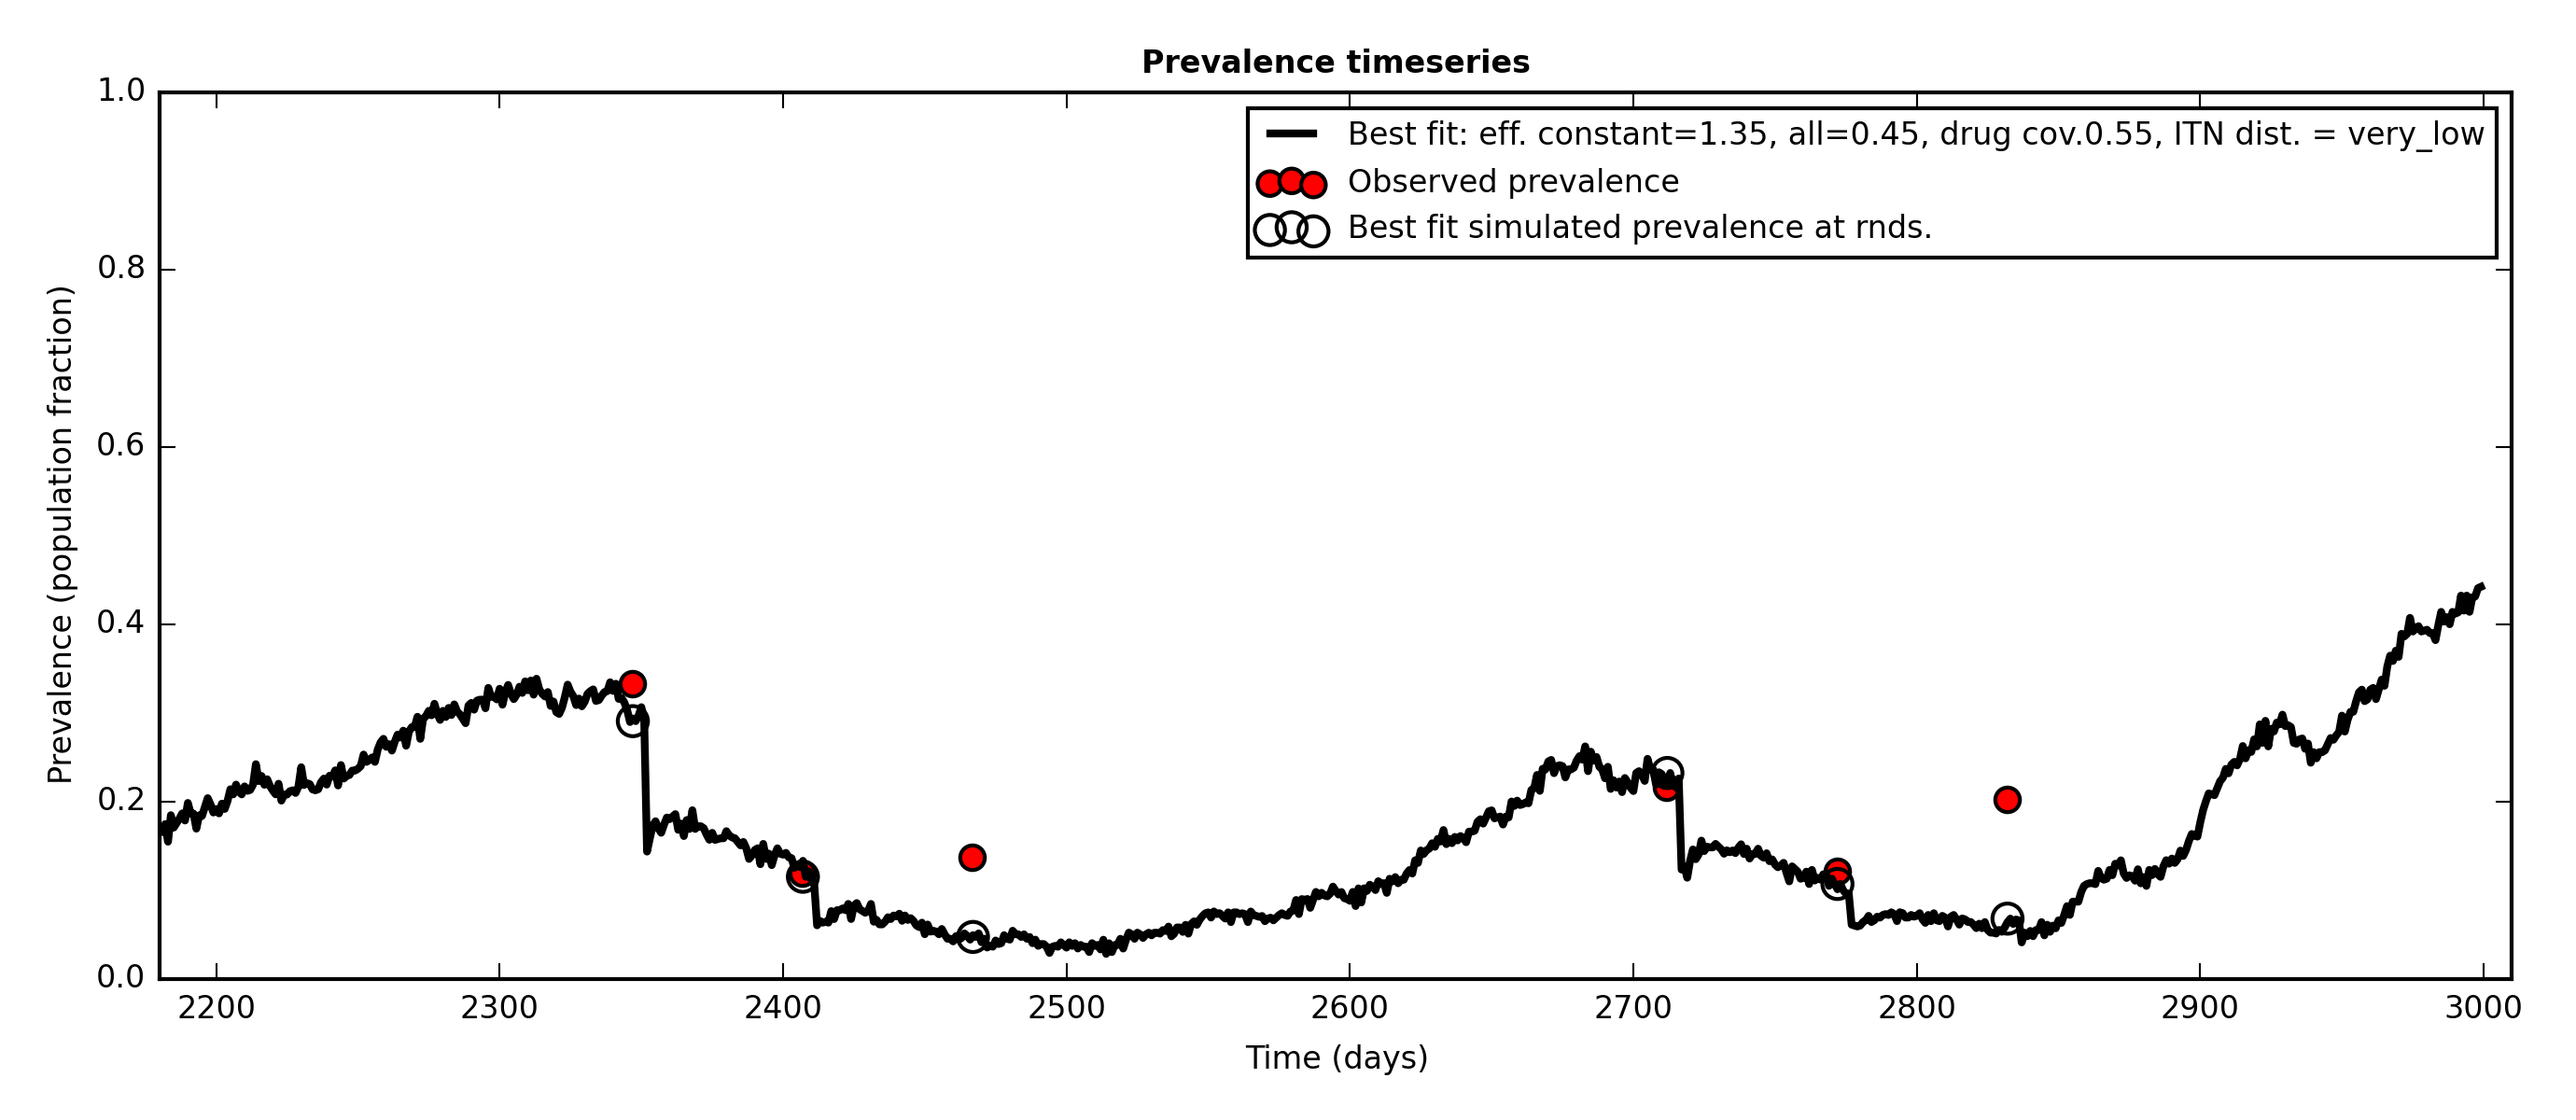 Prevalence timeseries
1.0
0.8
0.6
0.4
0.2
0.0
Prevalence (population fraction)
Best fit: eff. constant=1.35, all=0.45, drug cov.0.55, ITN dist. = very_low
Observed prevalence
Best fit simulated prevalence at rnds.
2200 2300 2400 2500 2600 2700 2800 2900 3000
Time (days)